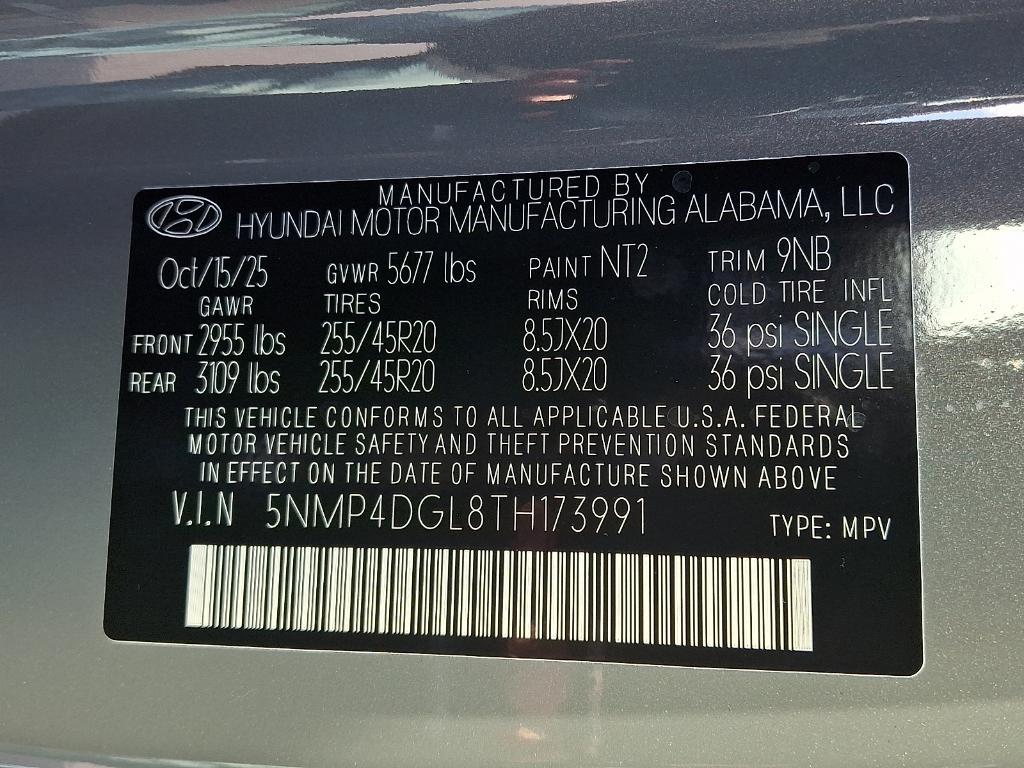 MANUFACTURED BY
HYUNDAI MOTOR MANUFACTURING ALABAMA, LLC
Oct/15/25 GVWR 5677 lbs PAINT NT2 TRIM 9NB
GAWR TIRES RIMS COLD TIRE INFL
FRONT 2955 lbs 255/45R20 8.5JX20 36 psi SINGLE
REAR 3109 lbs 255/45R20 8.5JX20 36 psi SINGLE
THIS VEHICLE CONFORMS TO ALL APPLICABLE U.S.A. FEDERAL
MOTOR VEHICLE SAFETY AND THEFT PREVENTION STANDARDS
IN EFFECT ON THE DATE OF MANUFACTURE SHOWN ABOVE
V.I.N 5NMP4DGL8TH173991 TYPE: MPV